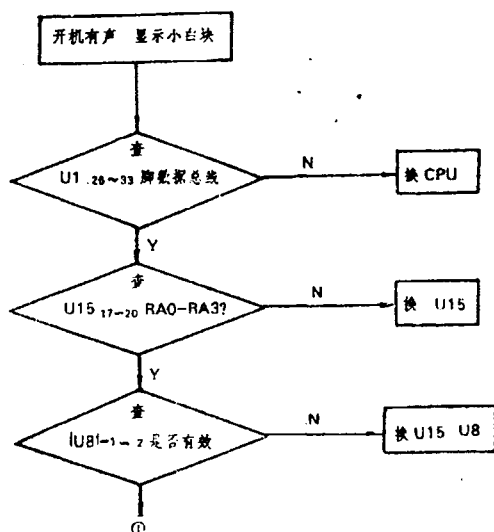 开机有声 显示小白块
查
U1 26~33 脚数据总线
N
换 CPU
Y
查
U15 17-20 RA0-RA3?
N
换 U15
Y
查
U8 1~2 是否有效
N
换 U15 U8
①